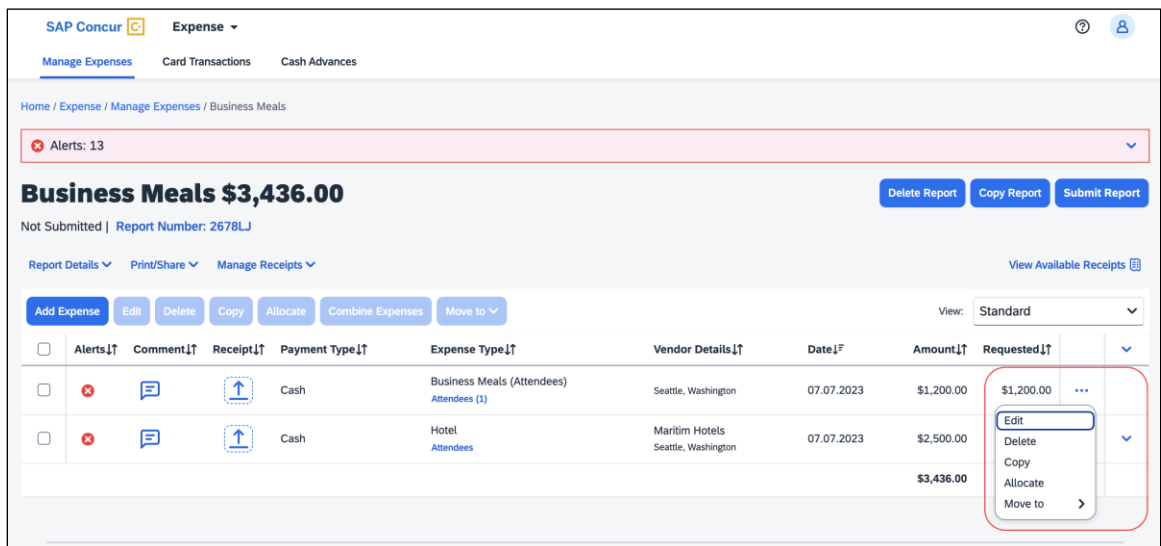 SAP Concur C Expense
Manage Expenses Card Transactions Cash Advances
Home / Expense / Manage Expenses / Business Meals
Alerts: 13
Business Meals $3,436.00
Delete Report Copy Report Submit Report
Not Submitted | Report Number: 2678LJ
Report Details Print/Share Manage Receipts View Available Receipts
Add Expense Edit Delete Copy Allocate Combine Expenses Move to View: Standard
Alerts Comment Receipt Payment Type Expense Type Vendor Details Date Amount Requested
Cash Business Meals (Attendees) Seattle, Washington 07.07.2023 $1,200.00 $1,200.00
Attendees (1)
Cash Hotel Maritim Hotels 07.07.2023 $2,500.00
Attendees Seattle, Washington
$3,436.00
Edit
Delete
Copy
Allocate
Move to